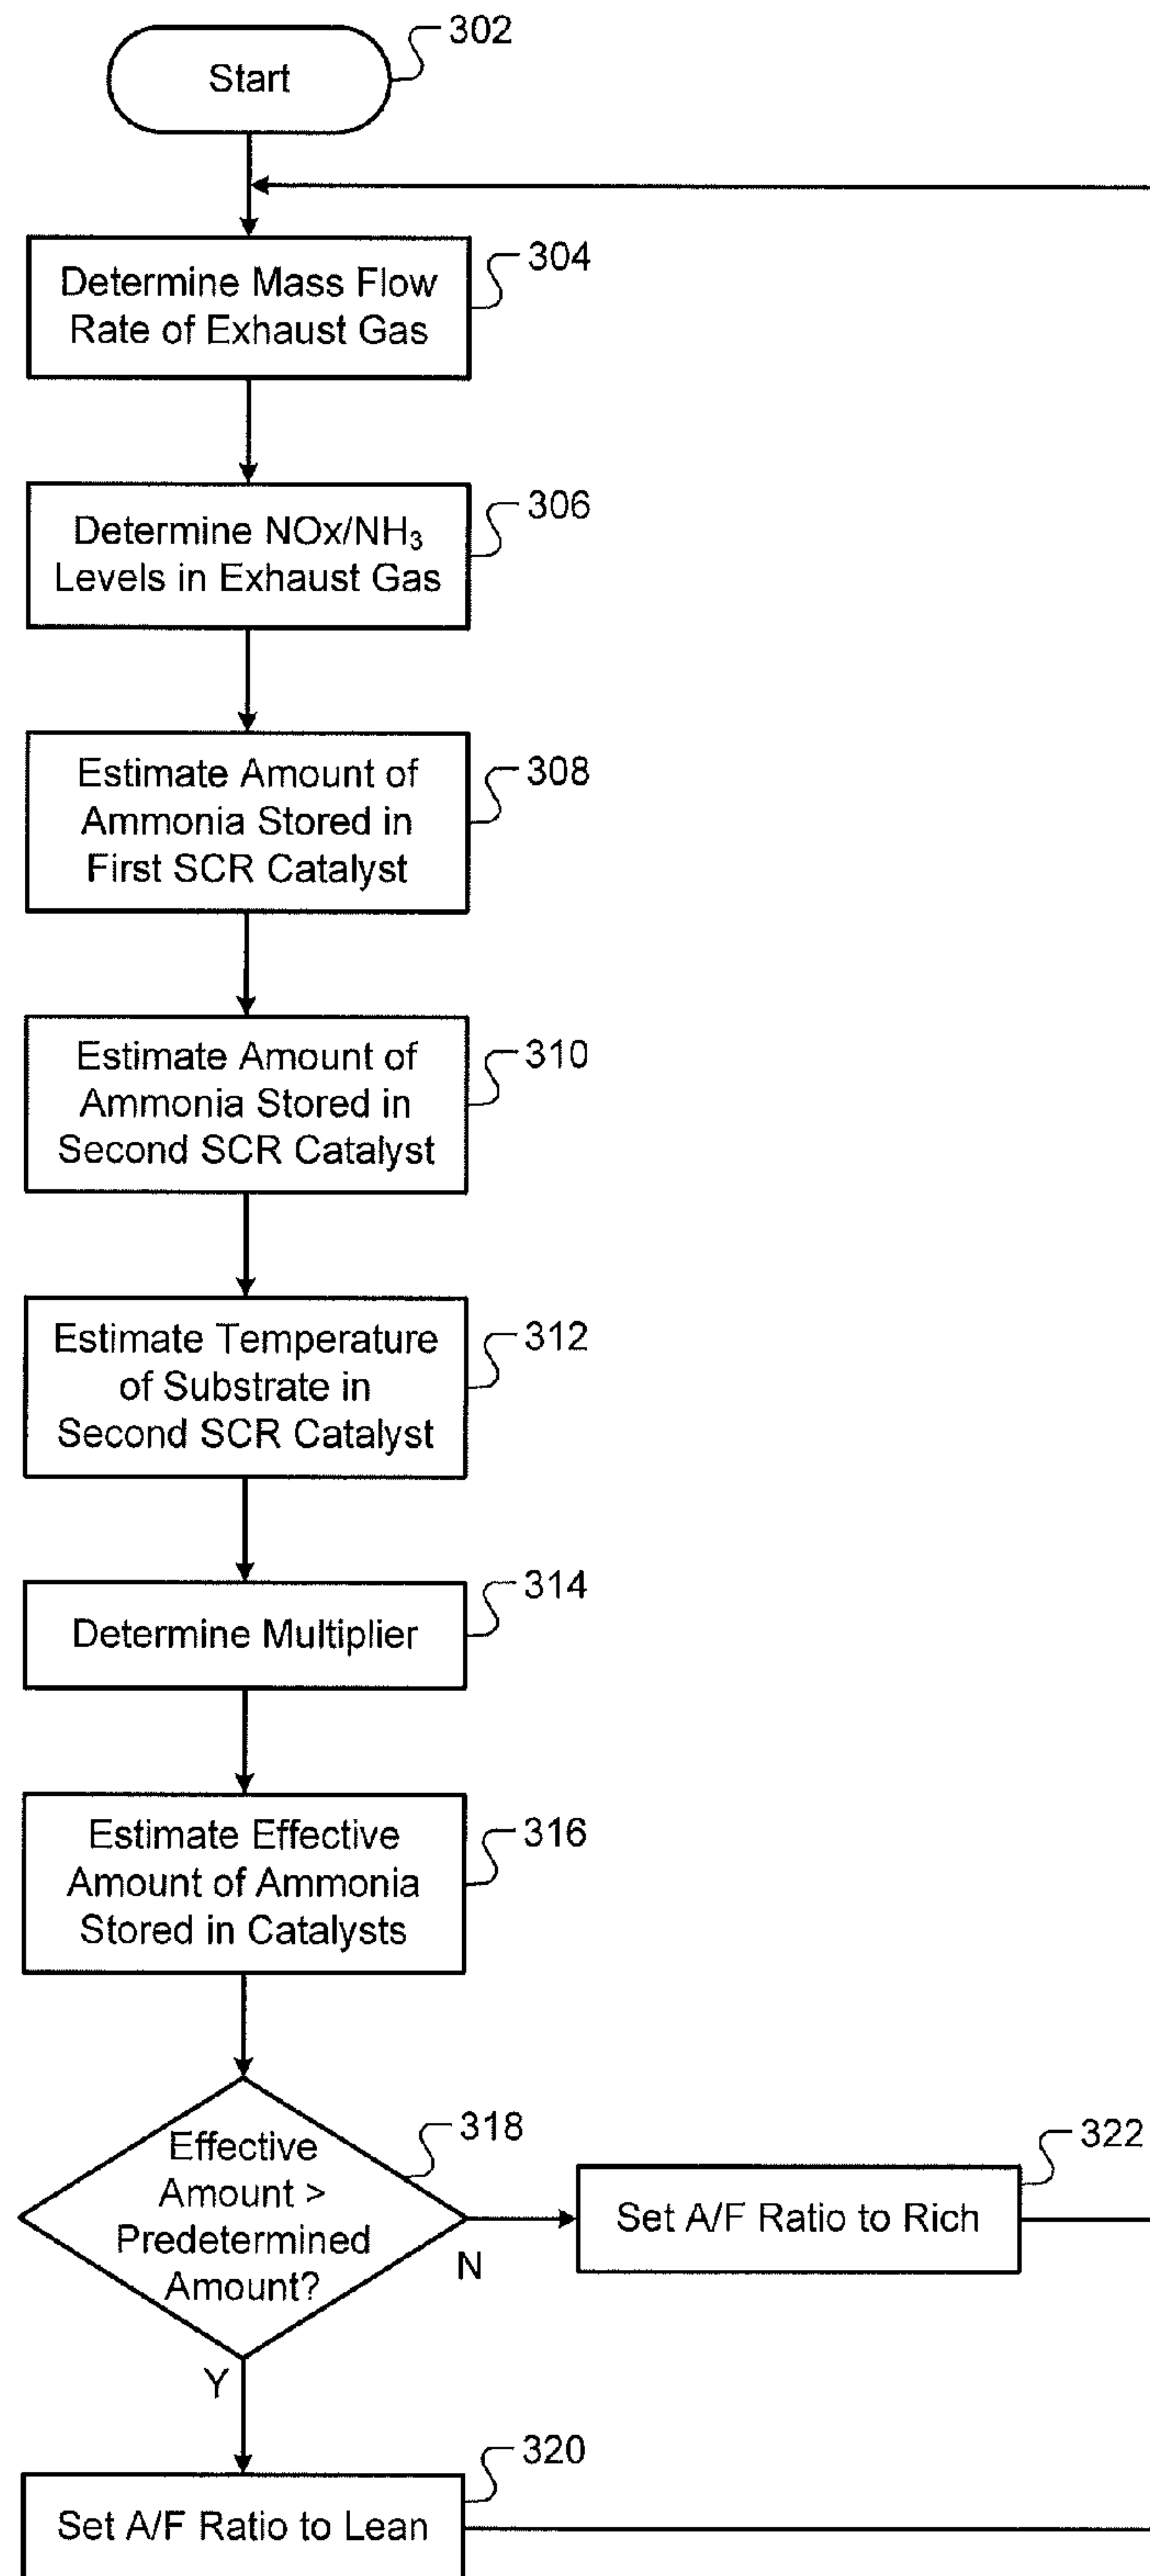 Start
302
Determine Mass Flow
Rate of Exhaust Gas
304
Determine NOx/NH₃
Levels in Exhaust Gas
306
Estimate Amount of
Ammonia Stored in
First SCR Catalyst
308
Estimate Amount of
Ammonia Stored in
Second SCR Catalyst
310
Estimate Temperature
of Substrate in
Second SCR Catalyst
312
Determine Multiplier
314
Estimate Effective
Amount of Ammonia
Stored in Catalysts
316
Effective
Amount >
Predetermined
Amount?
318
N
Set A/F Ratio to Rich
322
Y
Set A/F Ratio to Lean
320